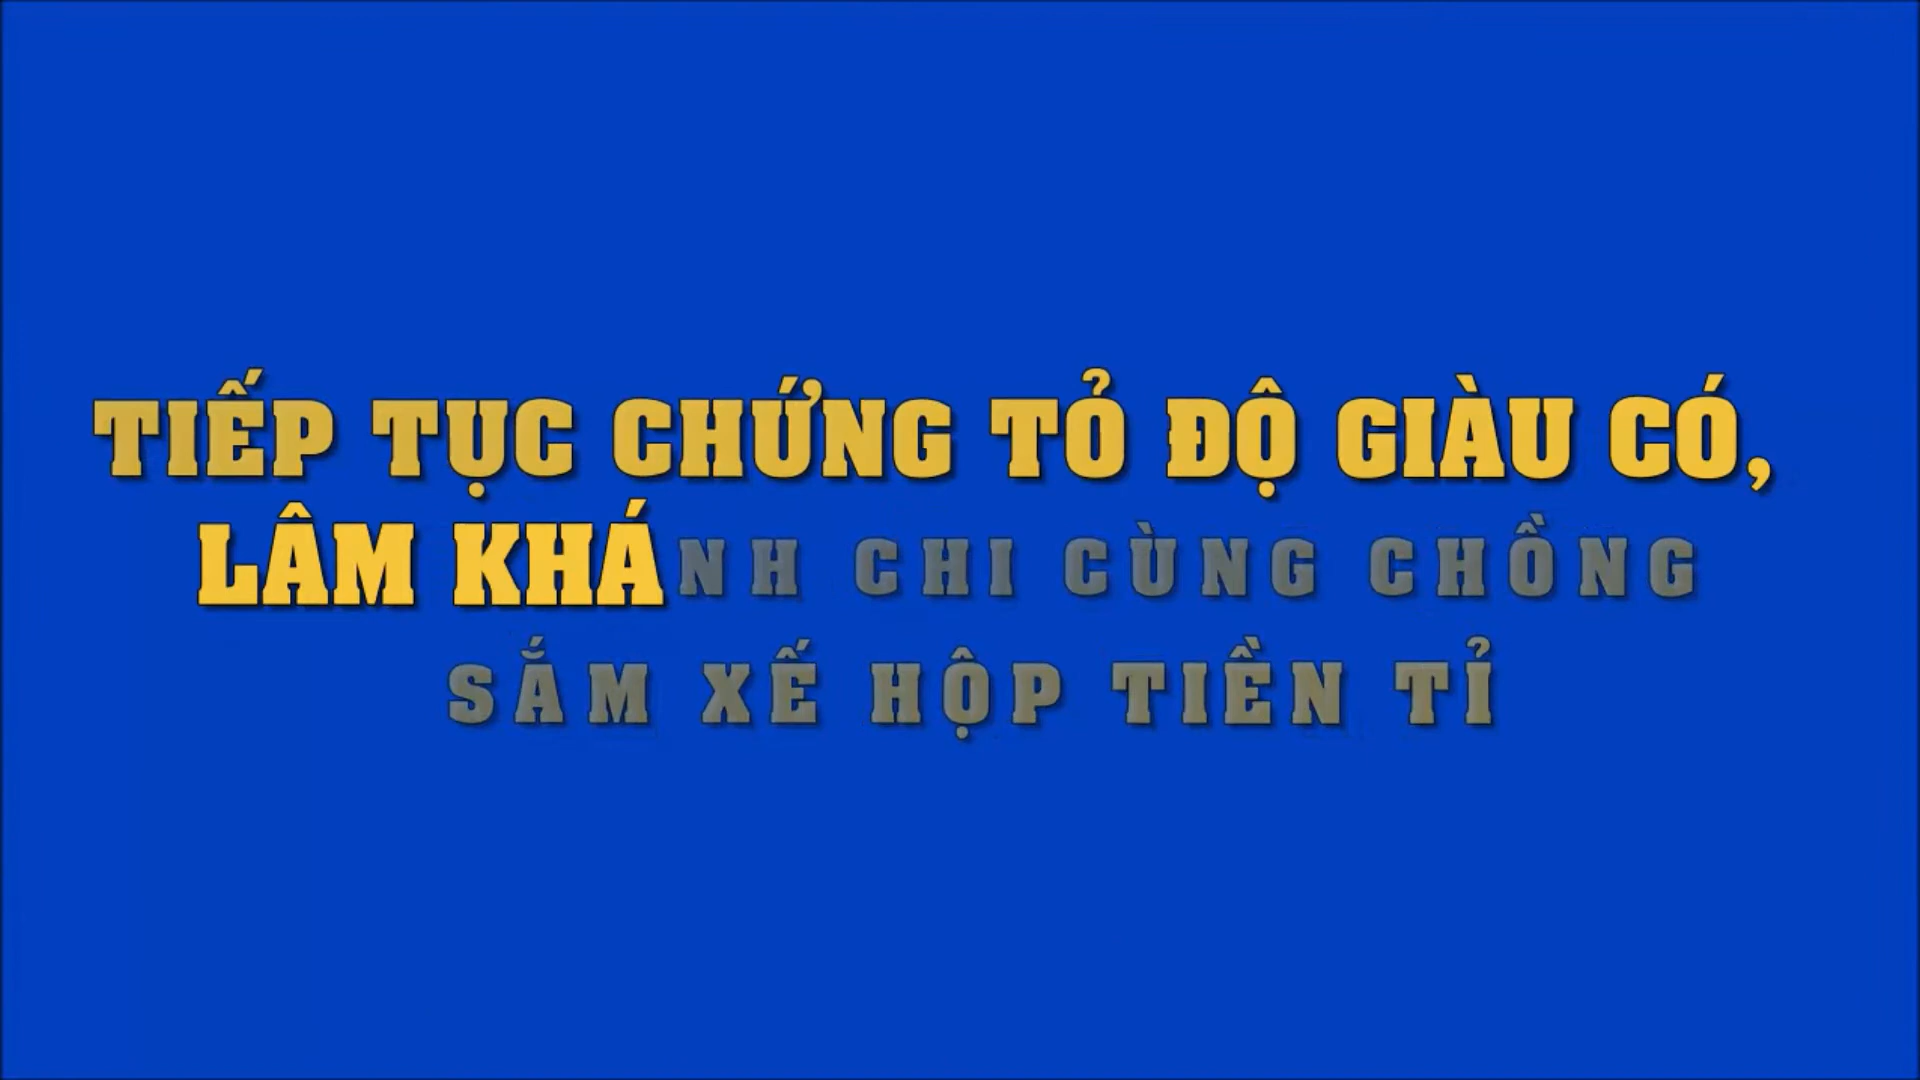 TIẾP TỤC CHỨNG TỎ ĐỘ GIÀU CÓ,
LÂM KHÁNH CHI CÙNG CHỒNG
SẮM XẾ HỘP TIỀN TỈ